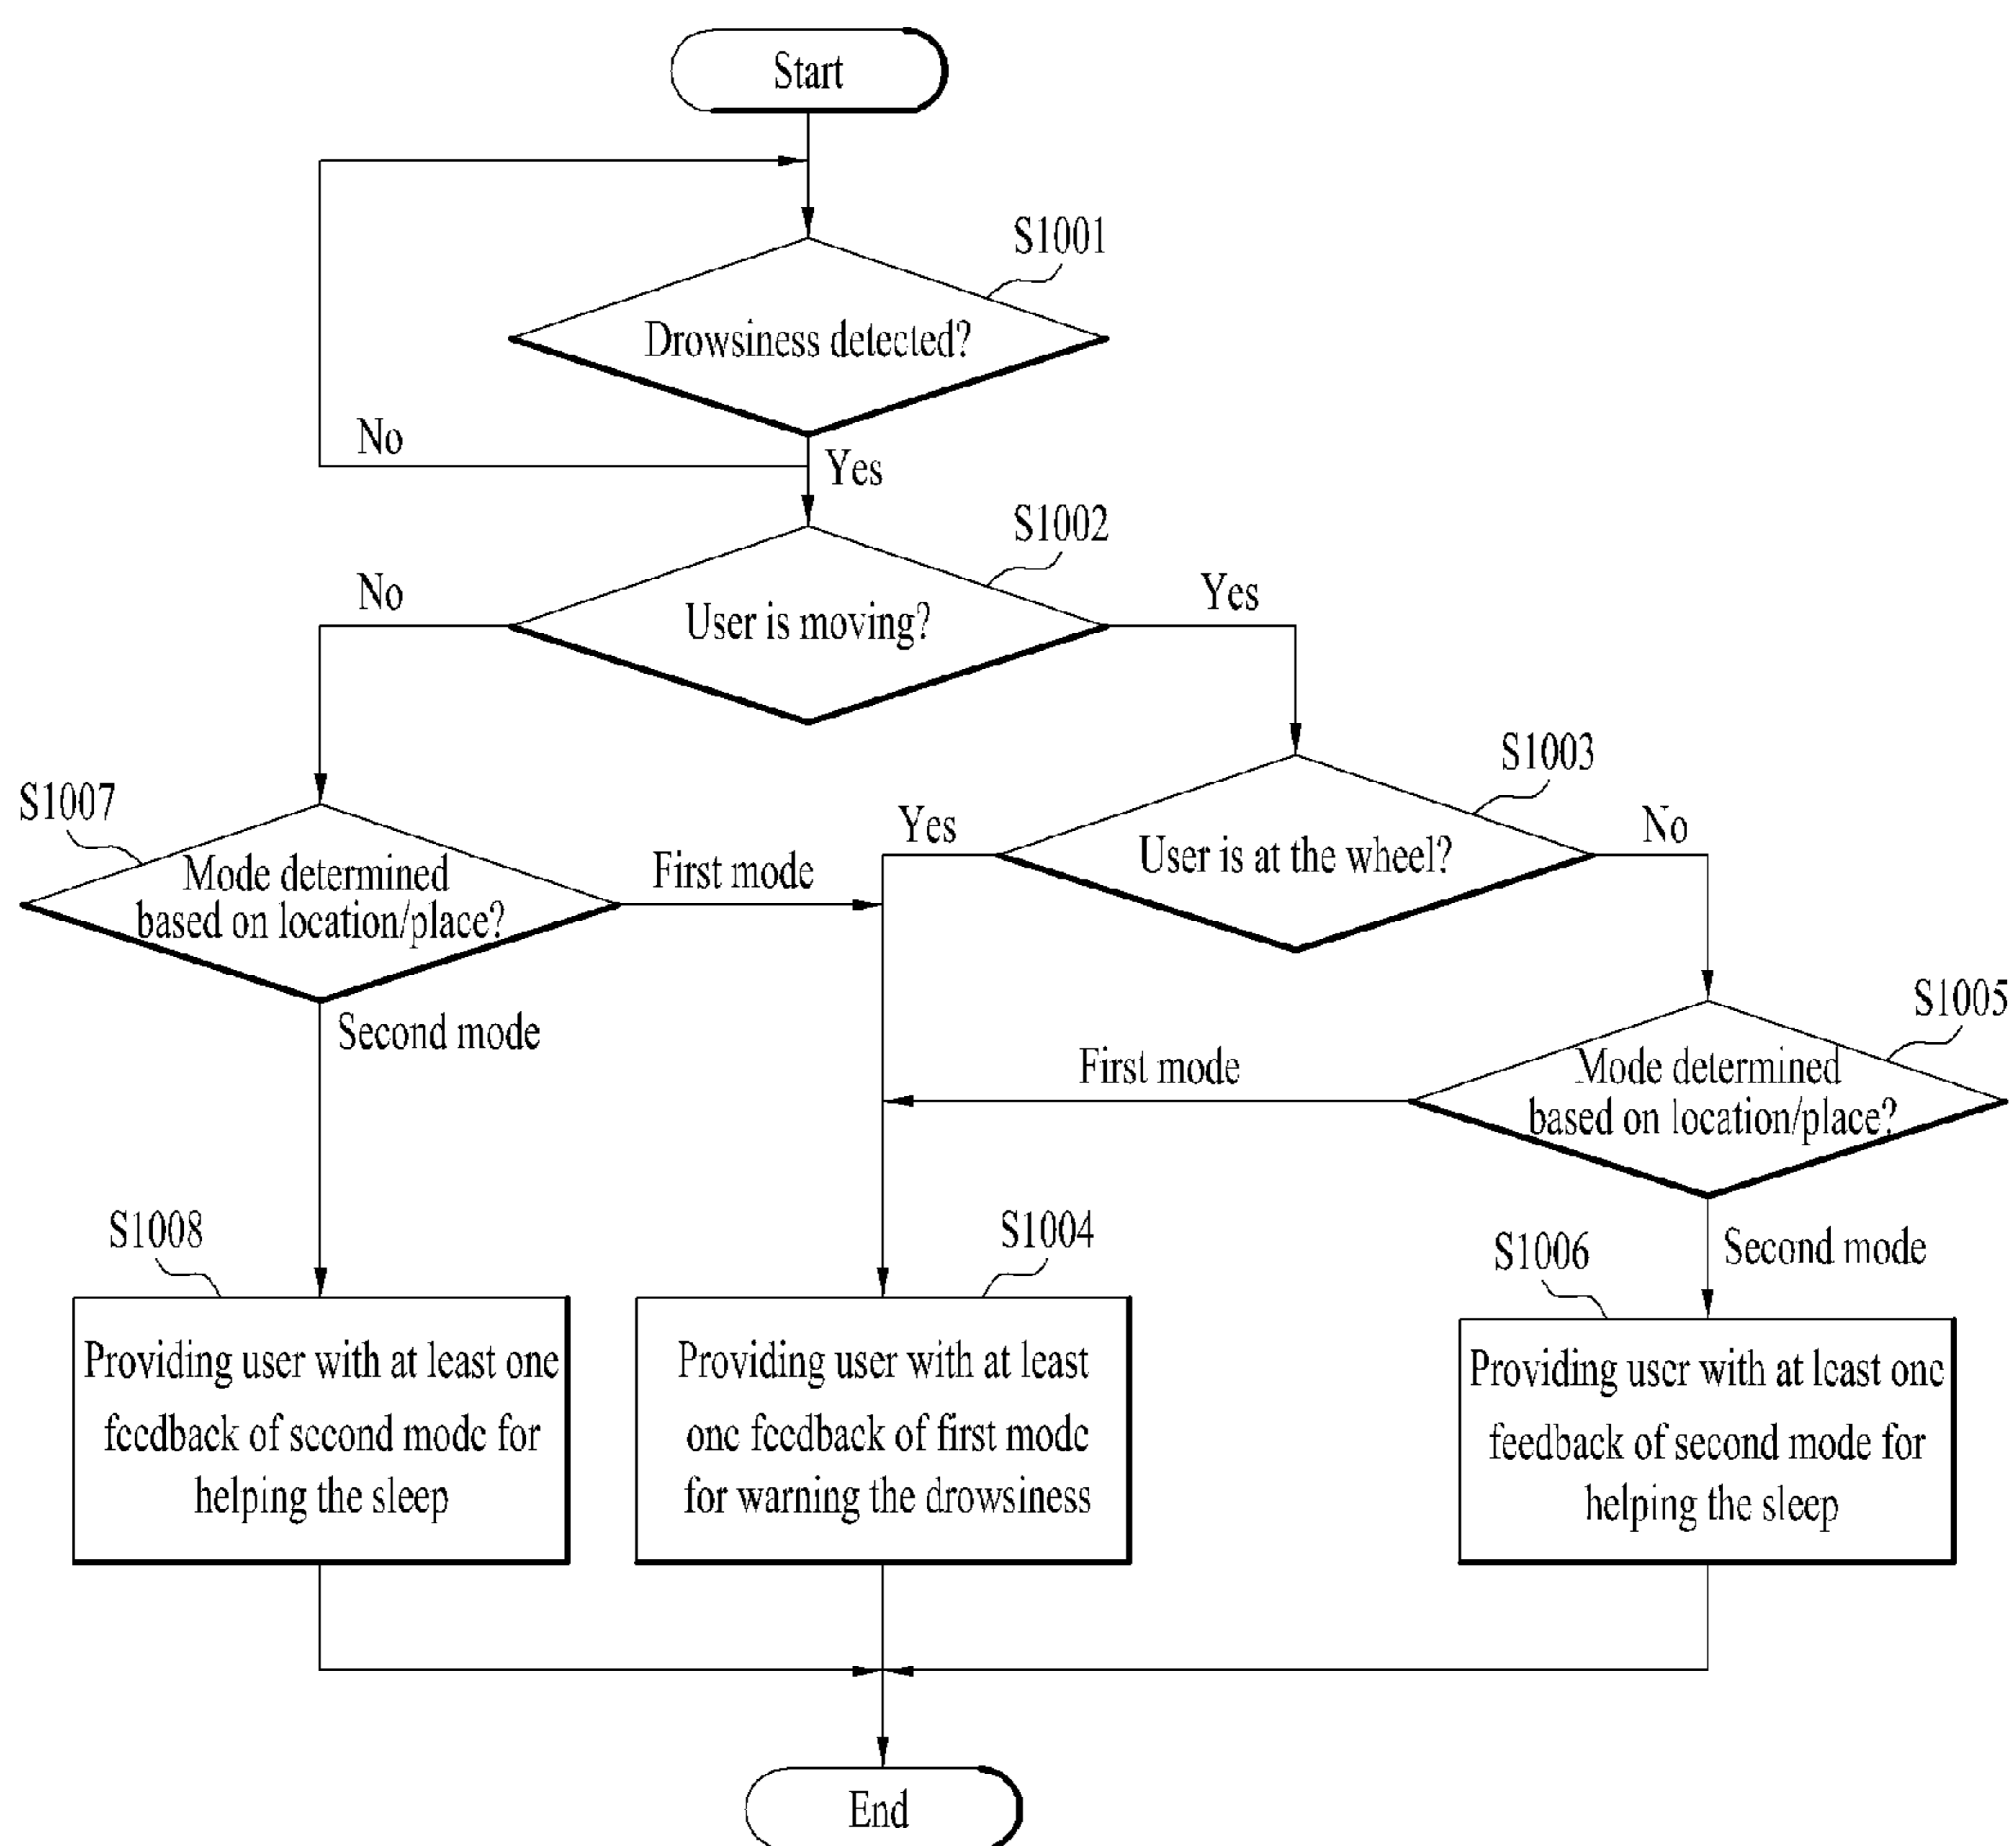 Start
S1001
Drowsiness detected?
No
Yes
S1002
No
User is moving?
Yes
S1003
S1007
Yes
User is at the wheel?
No
Mode determined
based on location/place?
First mode
Second mode
S1005
First mode
Mode determined
based on location/place?
S1008
S1004
S1006
Second mode
Providing user with at least one
feedback of second mode for
helping the sleep
Providing user with at least
one feedback of first mode
for warning the drowsiness
Providing user with at least one
feedback of second mode for
helping the sleep
End